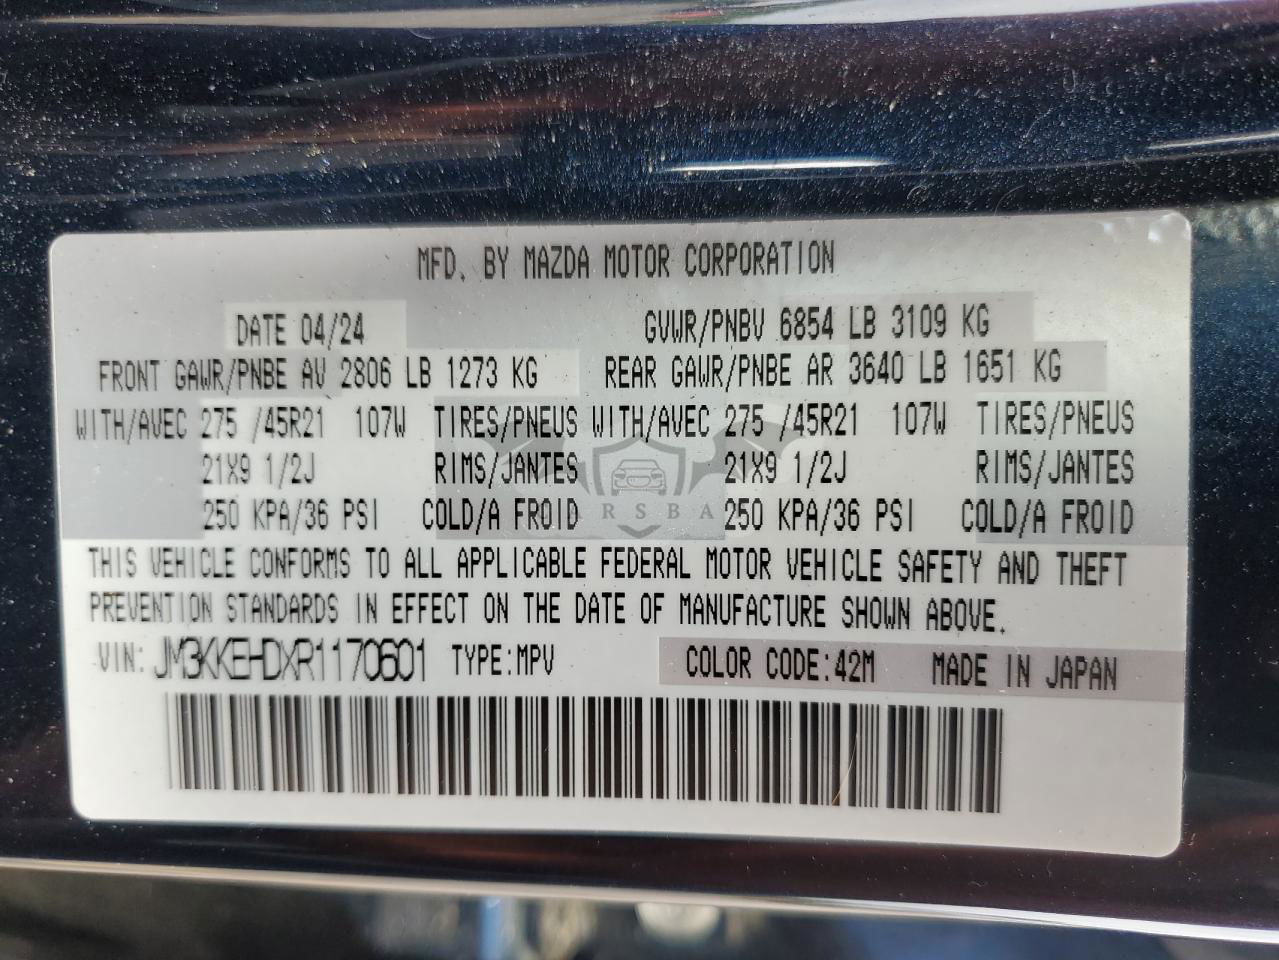 MFD. BY MAZDA MOTOR CORPORATION
DATE 04/24 GVWR/PNBV 6854 LB 3109 KG
FRONT GAWR/PNBE AV 2806 LB 1273 KG REAR GAWR/PNBE AR 3640 LB 1651 KG
WITH/AVEC 275 /45R21 107W TIRES/PNEUS WITH/AVEC 275 /45R21 107W TIRES/PNEUS
21X9 1/2J RIMS/JANTES 21X9 1/2J RIMS/JANTES
250 KPA/36 PSI COLD/A FROID 250 KPA/36 PSI COLD/A FROID
THIS VEHICLE CONFORMS TO ALL APPLICABLE FEDERAL MOTOR VEHICLE SAFETY AND THEFT
PREVENTION STANDARDS IN EFFECT ON THE DATE OF MANUFACTURE SHOWN ABOVE.
VIN: JM3KKEHDXR1170601 TYPE:MPV COLOR CODE:42M MADE IN JAPAN